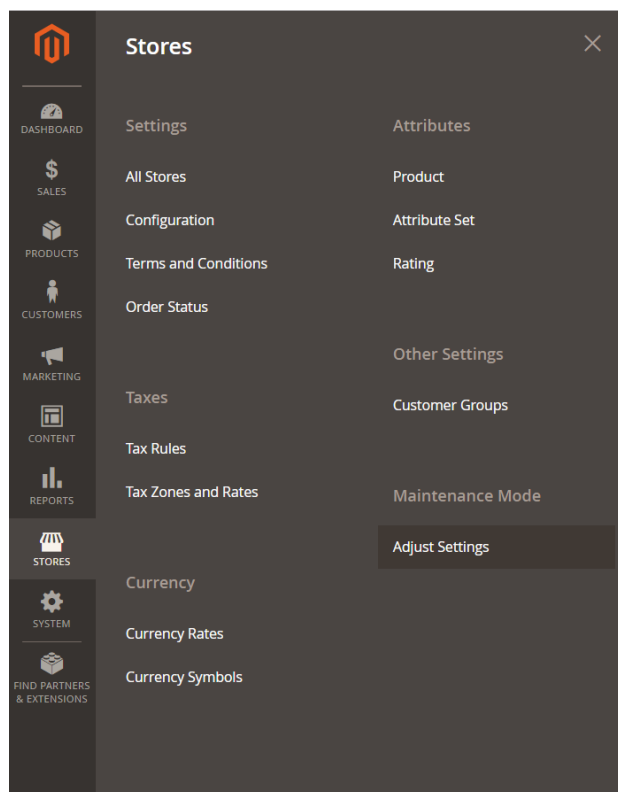 DASHBOARD
SALES
PRODUCTS
CUSTOMERS
MARKETING
CONTENT
REPORTS
STORES
SYSTEM
FIND PARTNERS
& EXTENSIONS
Stores
Settings
All Stores
Configuration
Terms and Conditions
Order Status
Taxes
Tax Rules
Tax Zones and Rates
Currency
Currency Rates
Currency Symbols
Attributes
Product
Attribute Set
Rating
Other Settings
Customer Groups
Maintenance Mode
Adjust Settings